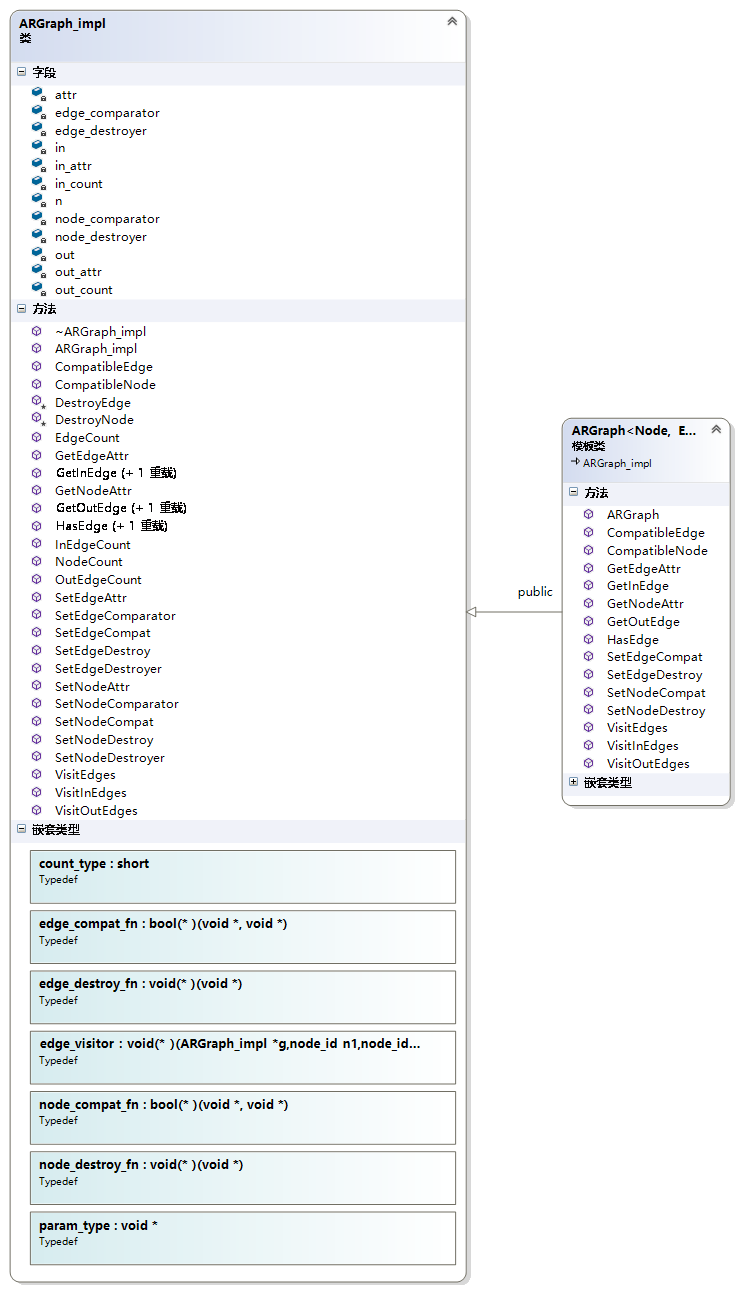 ARGraph_impl
类
字段
attr
edge_comparator
edge_destroyer
in
in_attr
in_count
n
node_comparator
node_destroyer
out
out_attr
out_count
方法
~ARGraph_impl
ARGraph_impl
CompatibleEdge
CompatibleNode
DestroyEdge
DestroyNode
EdgeCount
GetEdgeAttr
GetInEdge (+ 1 重载)
GetNodeAttr
GetOutEdge (+ 1 重载)
HasEdge (+ 1 重载)
InEdgeCount
NodeCount
OutEdgeCount
SetEdgeAttr
SetEdgeComparator
SetEdgeCompat
SetEdgeDestroy
SetEdgeDestroyer
SetNodeAttr
SetNodeComparator
SetNodeCompat
SetNodeDestroy
SetNodeDestroyer
VisitEdges
VisitInEdges
VisitOutEdges
嵌套类型
count_type : short
Typedef
edge_compat_fn : bool(* )(void *, void *)
Typedef
edge_destroy_fn : void(* )(void *)
Typedef
edge_visitor : void(* )(ARGraph_impl *g,node_id n1,node_id...
Typedef
node_compat_fn : bool(* )(void *, void *)
Typedef
node_destroy_fn : void(* )(void *)
Typedef
param_type : void *
Typedef
public
ARGraph<Node, E...
模板类
ARGraph_impl
方法
ARGraph
CompatibleEdge
CompatibleNode
GetEdgeAttr
GetInEdge
GetNodeAttr
GetOutEdge
HasEdge
SetEdgeCompat
SetEdgeDestroy
SetNodeCompat
SetNodeDestroy
VisitEdges
VisitInEdges
VisitOutEdges
嵌套类型